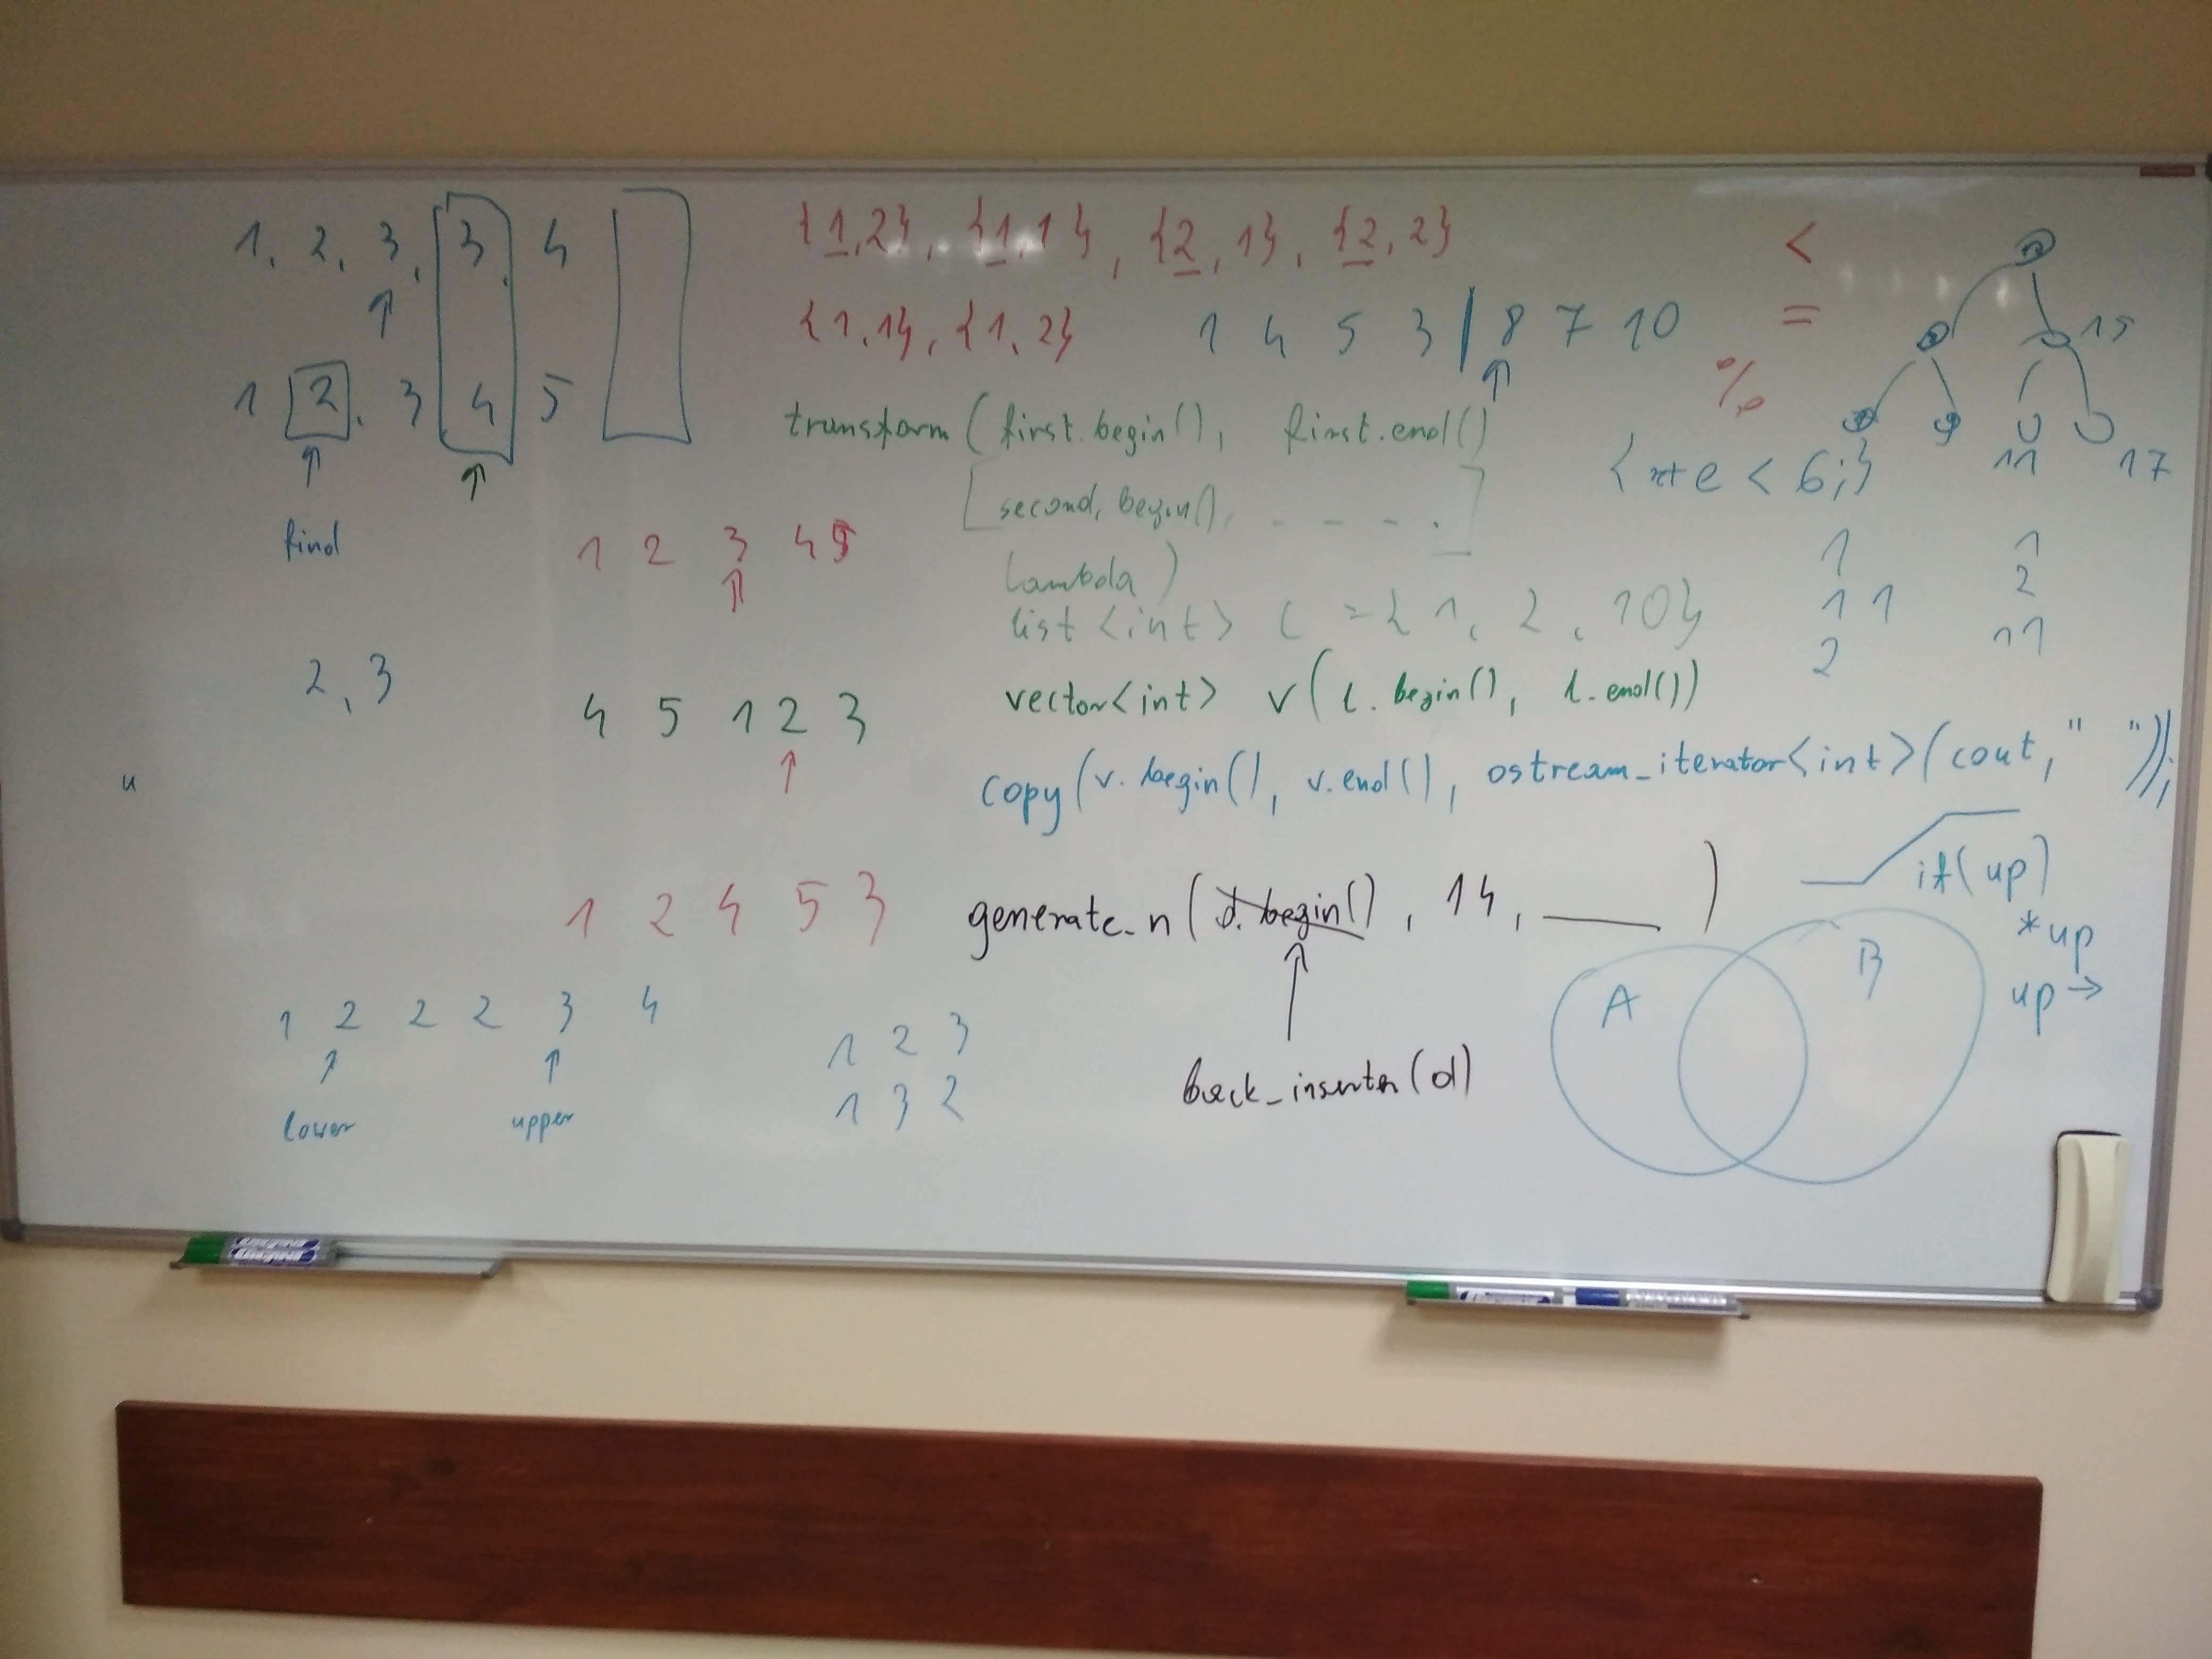 1, 2, 3, 3, 4
1 2, 3 4 5
find
2, 3
u
1 2 2 2 3 4
lower upper
1 2 3 4 5
4 5 1 2 3
1 2 4 5 3
1 2 3
1 3 2
{1,2}, {1,1}, {2,1}, {2,2}
{1,1}, {1,2}
1 4 5 3 | 8 7 10
transform (first.begin(), first.end()
[second, begin(), - - - . ]
lambda)
list <int> l = {1, 2, 10}
vector<int> v(l.begin(), l.end())
copy(v.begin(), v.end(), ostream_iterator<int>(cout, " "));
generate_n(d.begin(), 14, ___ )
back_inserter(d)
<
=
%
15
11 17
e < 6;}
1 1
1 1 2
2 11
if(up)
*up
up→
A B